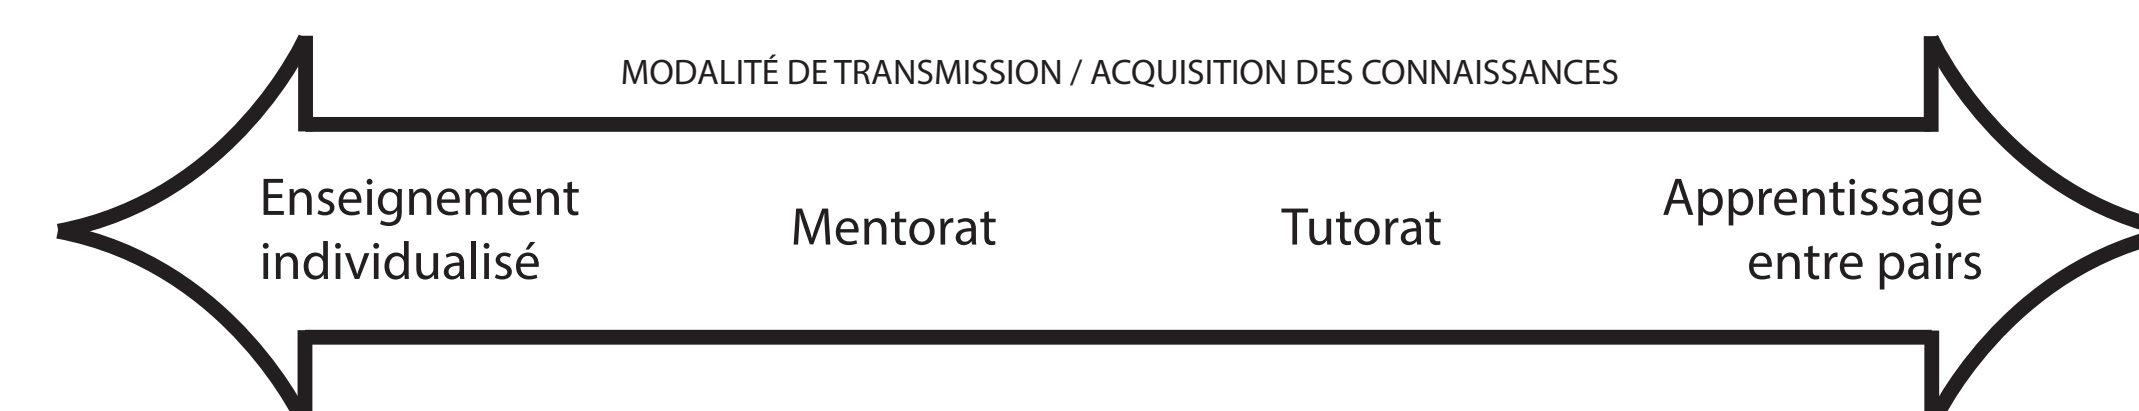 MODALITÉ DE TRANSMISSION / ACQUISITION DES CONNAISSANCES
Enseignement
individualisé
Mentorat
Tutorat
Apprentissage
entre pairs